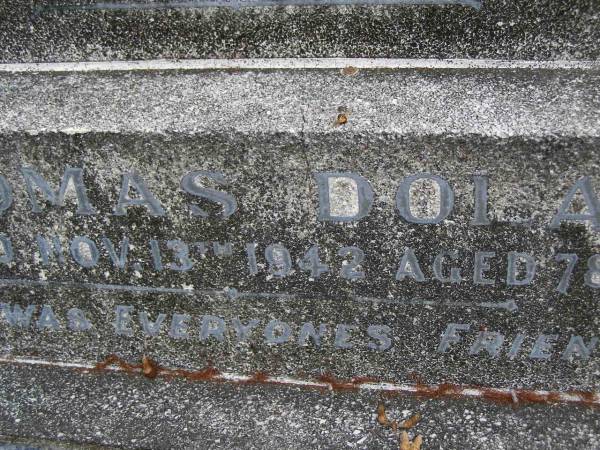 OMAS DOLA
D NOV. 13TH 1942 AGED 78
WAS EVERYONES FRIEN